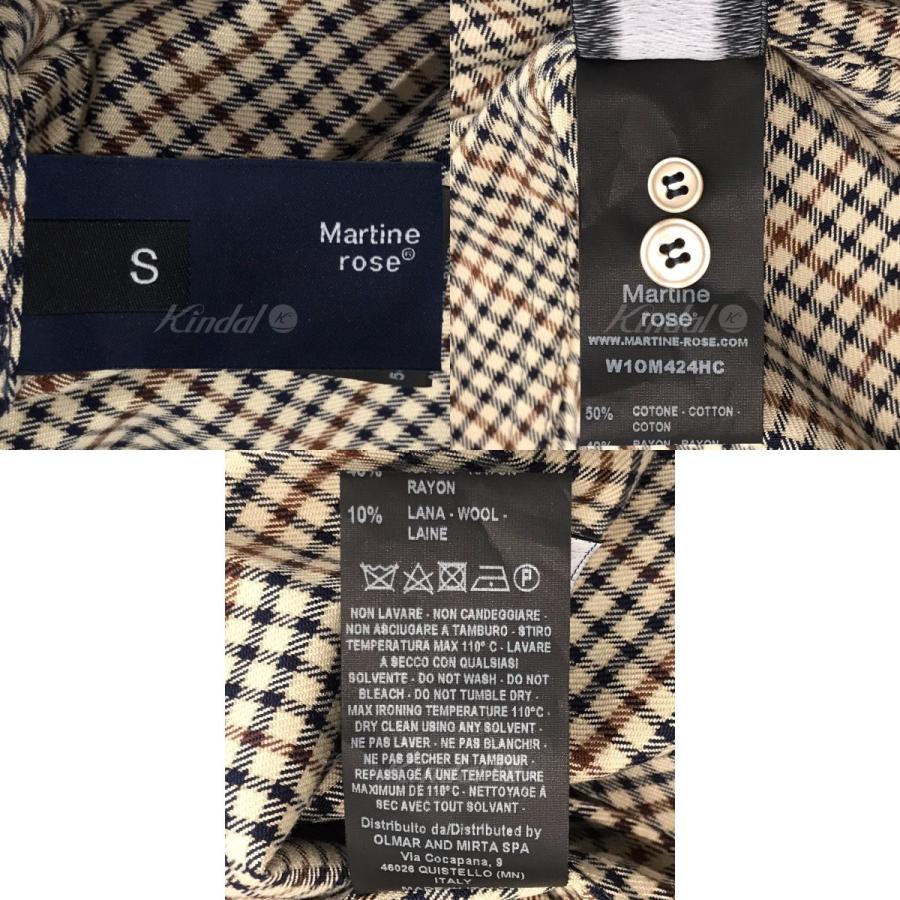 Martine
rose®
S
Kindal
Martine
rose
Kindal
WWW.MARTINE-ROSE.COM
W10M424HC
50% COTONE - COTTON -
COTON
RAYON
10% LANA - WOOL -
LAINE
P
NON LAVARE - NON CANDEGGIARE -
NON ASCIUGARE A TAMBURO - STIRO
TEMPERATURA MAX 110° C - LAVARE
A SECCO CON QUALSIASI
SOLVENTE - DO NOT WASH - DO NOT
BLEACH - DO NOT TUMBLE DRY -
MAX IRONING TEMPERATURE 110°C -
DRY CLEAN USING ANY SOLVENT -
NE PAS LAVER - NE PAS BLANCHIR -
NE PAS SÉCHER EN TAMBOUR -
REPASSAGE À UNE TEMPÉRATURE
MAXIMUM DE 110°C - NETTOYAGE À
SEC AVEC TOUT SOLVANT -
Distribuito da/Distributed by
OLMAR AND MIRTA SPA
Via Cocapana, 9
46026 QUISTELLO (MN)
ITALY